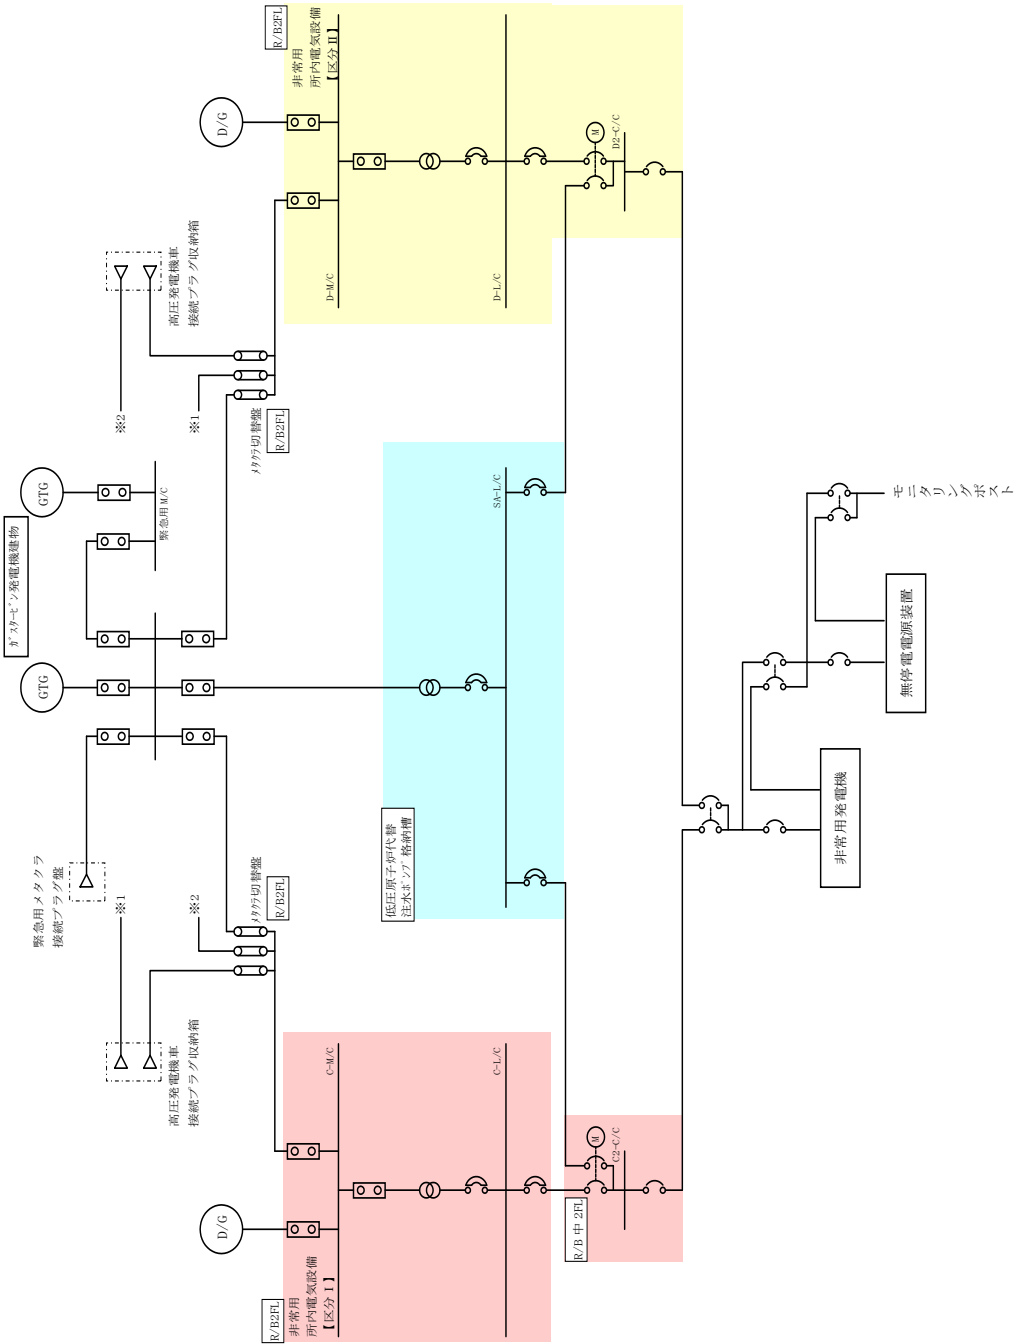 R/B2FL
非常用
所内電気設備
【区分Ⅱ】
D/G
D-M/C
D-L/C
D2-C/C
M
高圧発電機車
接続プラグ収納箱
※2
※1
ﾒﾀｸﾗ切替盤
R/B2FL
GTG
緊急用 M/C
ｶﾞｽﾀｰﾋﾞﾝ発電機建物
GTG
SA-L/C
低圧原子炉代替
注水ﾎﾟﾝﾌﾟ格納槽
モニタリングポスト
無停電電源装置
非常用発電機
緊急用メタクラ
接続プラグ盤
※1
※2
ﾒﾀｸﾗ切替盤
R/B2FL
高圧発電機車
接続プラグ収納箱
C-M/C
C-L/C
C2-C/C
M
R/B 中 2FL
D/G
R/B2FL
非常用
所内電気設備
【区分Ⅰ】